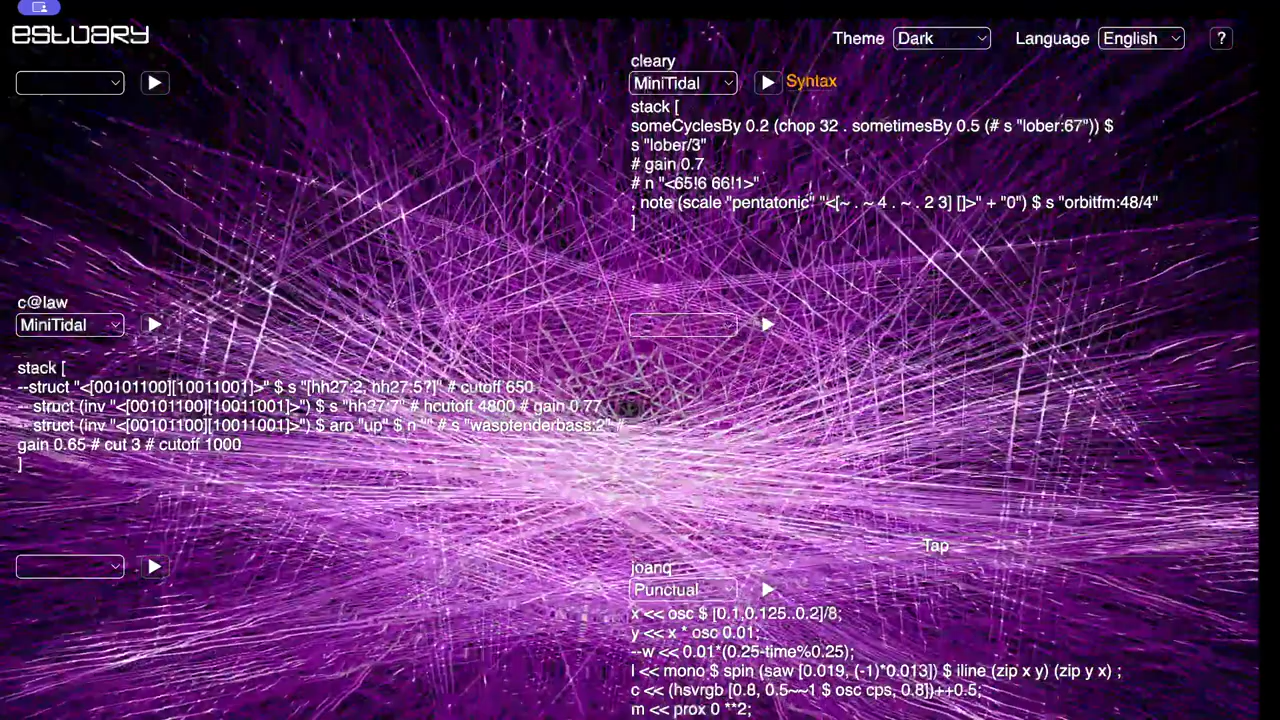 estuary
Theme Dark Language English ?
cleary
MiniTidal Syntax
stack [
someCyclesBy 0.2 (chop 32 . sometimesBy 0.5 (# s "lober:67")) $
s "lober/3"
# gain 0.7
# n "<65!6 66!1>"
, note (scale "pentatonic" "<[~ . ~ 4 . ~ . 2 3] []>" + "0") $ s "orbitfm:48/4"
]
c@law
MiniTidal
stack [
--struct "<[00101100][10011001]>" $ s "[hh27:2, hh27:5?]" # cutoff 650
-- struct (inv "<[00101100][10011001]>") $ s "hh27:7" # hcutoff 4800 # gain 0.77
-- struct (inv "<[00101100][10011001]>") $ arp "up" $ n "" # s "waspfenderbass:2" #
gain 0.65 # cut 3 # cutoff 1000
]
Tap
joanq
Punctual
x << osc $ [0.1,0.125..0.2]/8;
y << x * osc 0.01;
--w << 0.01*(0.25-time%0.25);
l << mono $ spin (saw [0.019, (-1)*0.013]) $ iline (zip x y) (zip y x) ;
c << (hsvrgb [0.8, 0.5~~1 $ osc cps, 0.8])++0.5;
m << prox 0 **2;